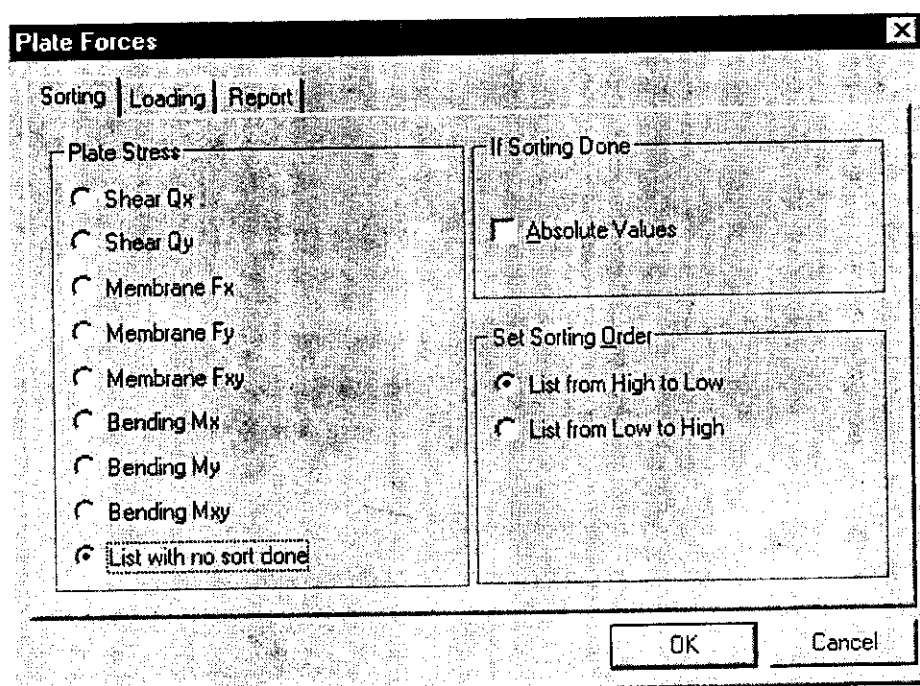 Plate Forces
Sorting Loading Report
Plate Stress
Shear Qx
Shear Qy
Membrane Fx
Membrane Fy
Membrane Fxy
Bending Mx
Bending My
Bending Mxy
List with no sort done
If Sorting Done
Absolute Values
Set Sorting Order
List from High to Low
List from Low to High
OK Cancel